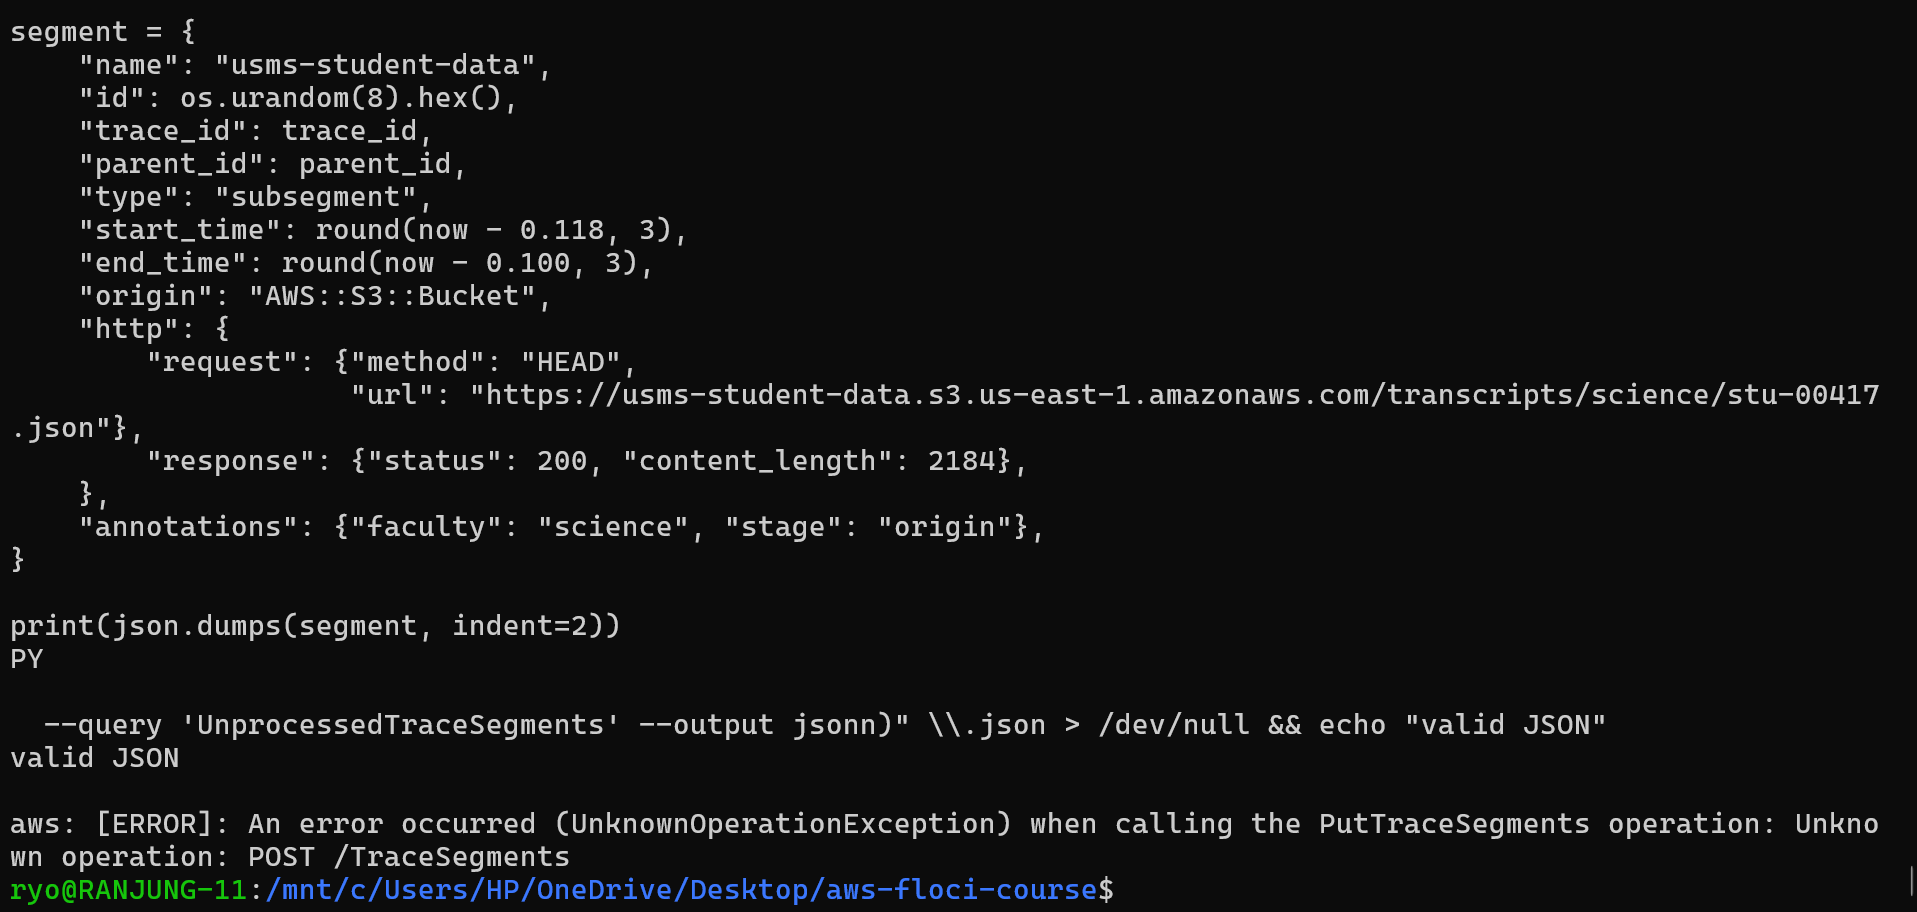 segment = {
    "name": "usms-student-data",
    "id": os.urandom(8).hex(),
    "trace_id": trace_id,
    "parent_id": parent_id,
    "type": "subsegment",
    "start_time": round(now - 0.118, 3),
    "end_time": round(now - 0.100, 3),
    "origin": "AWS::S3::Bucket",
    "http": {
        "request": {"method": "HEAD",
                    "url": "https://usms-student-data.s3.us-east-1.amazonaws.com/transcripts/science/stu-00417
.json"},
        "response": {"status": 200, "content_length": 2184},
    },
    "annotations": {"faculty": "science", "stage": "origin"},
}

print(json.dumps(segment, indent=2))
PY

  --query 'UnprocessedTraceSegments' --output jsonn)" \\.json > /dev/null && echo "valid JSON"
valid JSON

aws: [ERROR]: An error occurred (UnknownOperationException) when calling the PutTraceSegments operation: Unkno
wn operation: POST /TraceSegments
ryo@RANJUNG-11:/mnt/c/Users/HP/OneDrive/Desktop/aws-floci-course$